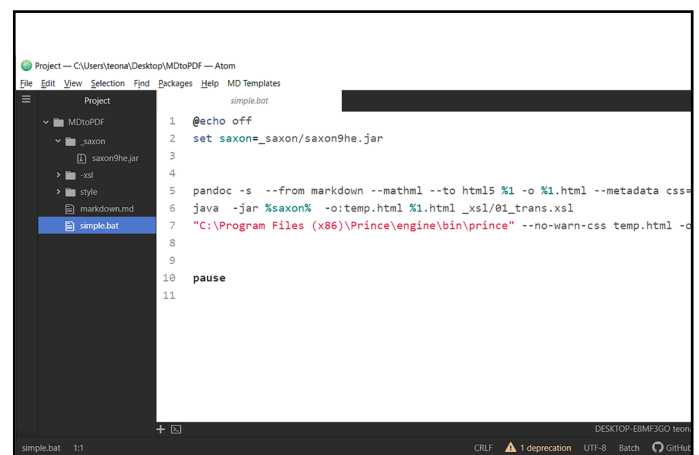 Project — C:\Users\teona\Desktop\MDtoPDF — Atom
File Edit View Selection Find Packages Help MD Templates
Project
simple.bat
MDtoPDF
_saxon
saxon9he.jar
-xsl
style
markdown.md
simple.bat
1 @echo off
2 set saxon=_saxon/saxon9he.jar
3
4
5 pandoc -s --from markdown --mathml --to html5 %1 -o %1.html --metadata css=
6 java -jar %saxon% -o:temp.html %1.html _xsl/01_trans.xsl
7 "C:\Program Files (x86)\Prince\engine\bin\prince" --no-warn-css temp.html -o
8
9
10 pause
11
DESKTOP-E8MF3GO teona
simple.bat 1:1 CRLF 1 deprecation UTF-8 Batch GitHub